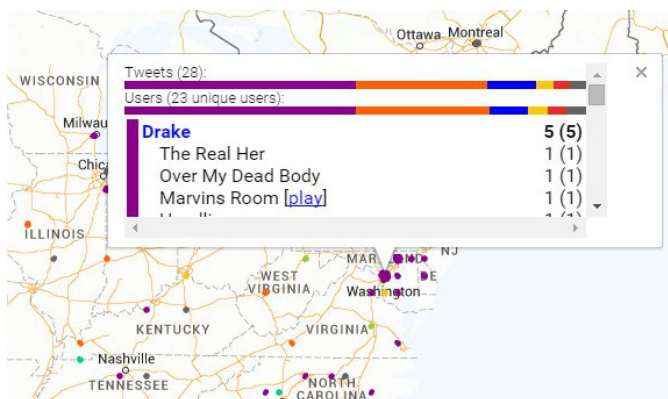 Ottawa Montreal
Tweets (28):
WISCONSIN
Users (23 unique users):
Milwau
Drake 5 (5)
The Real Her 1 (1)
Over My Dead Body 1 (1)
Marvins Room [play] 1 (1)
ILLINOIS
NJ
WEST
VIRGINIA
DE
Washington
KENTUCKY
VIRGINIA
Nashville
TENNESSEE
NORTH
CAROLINA